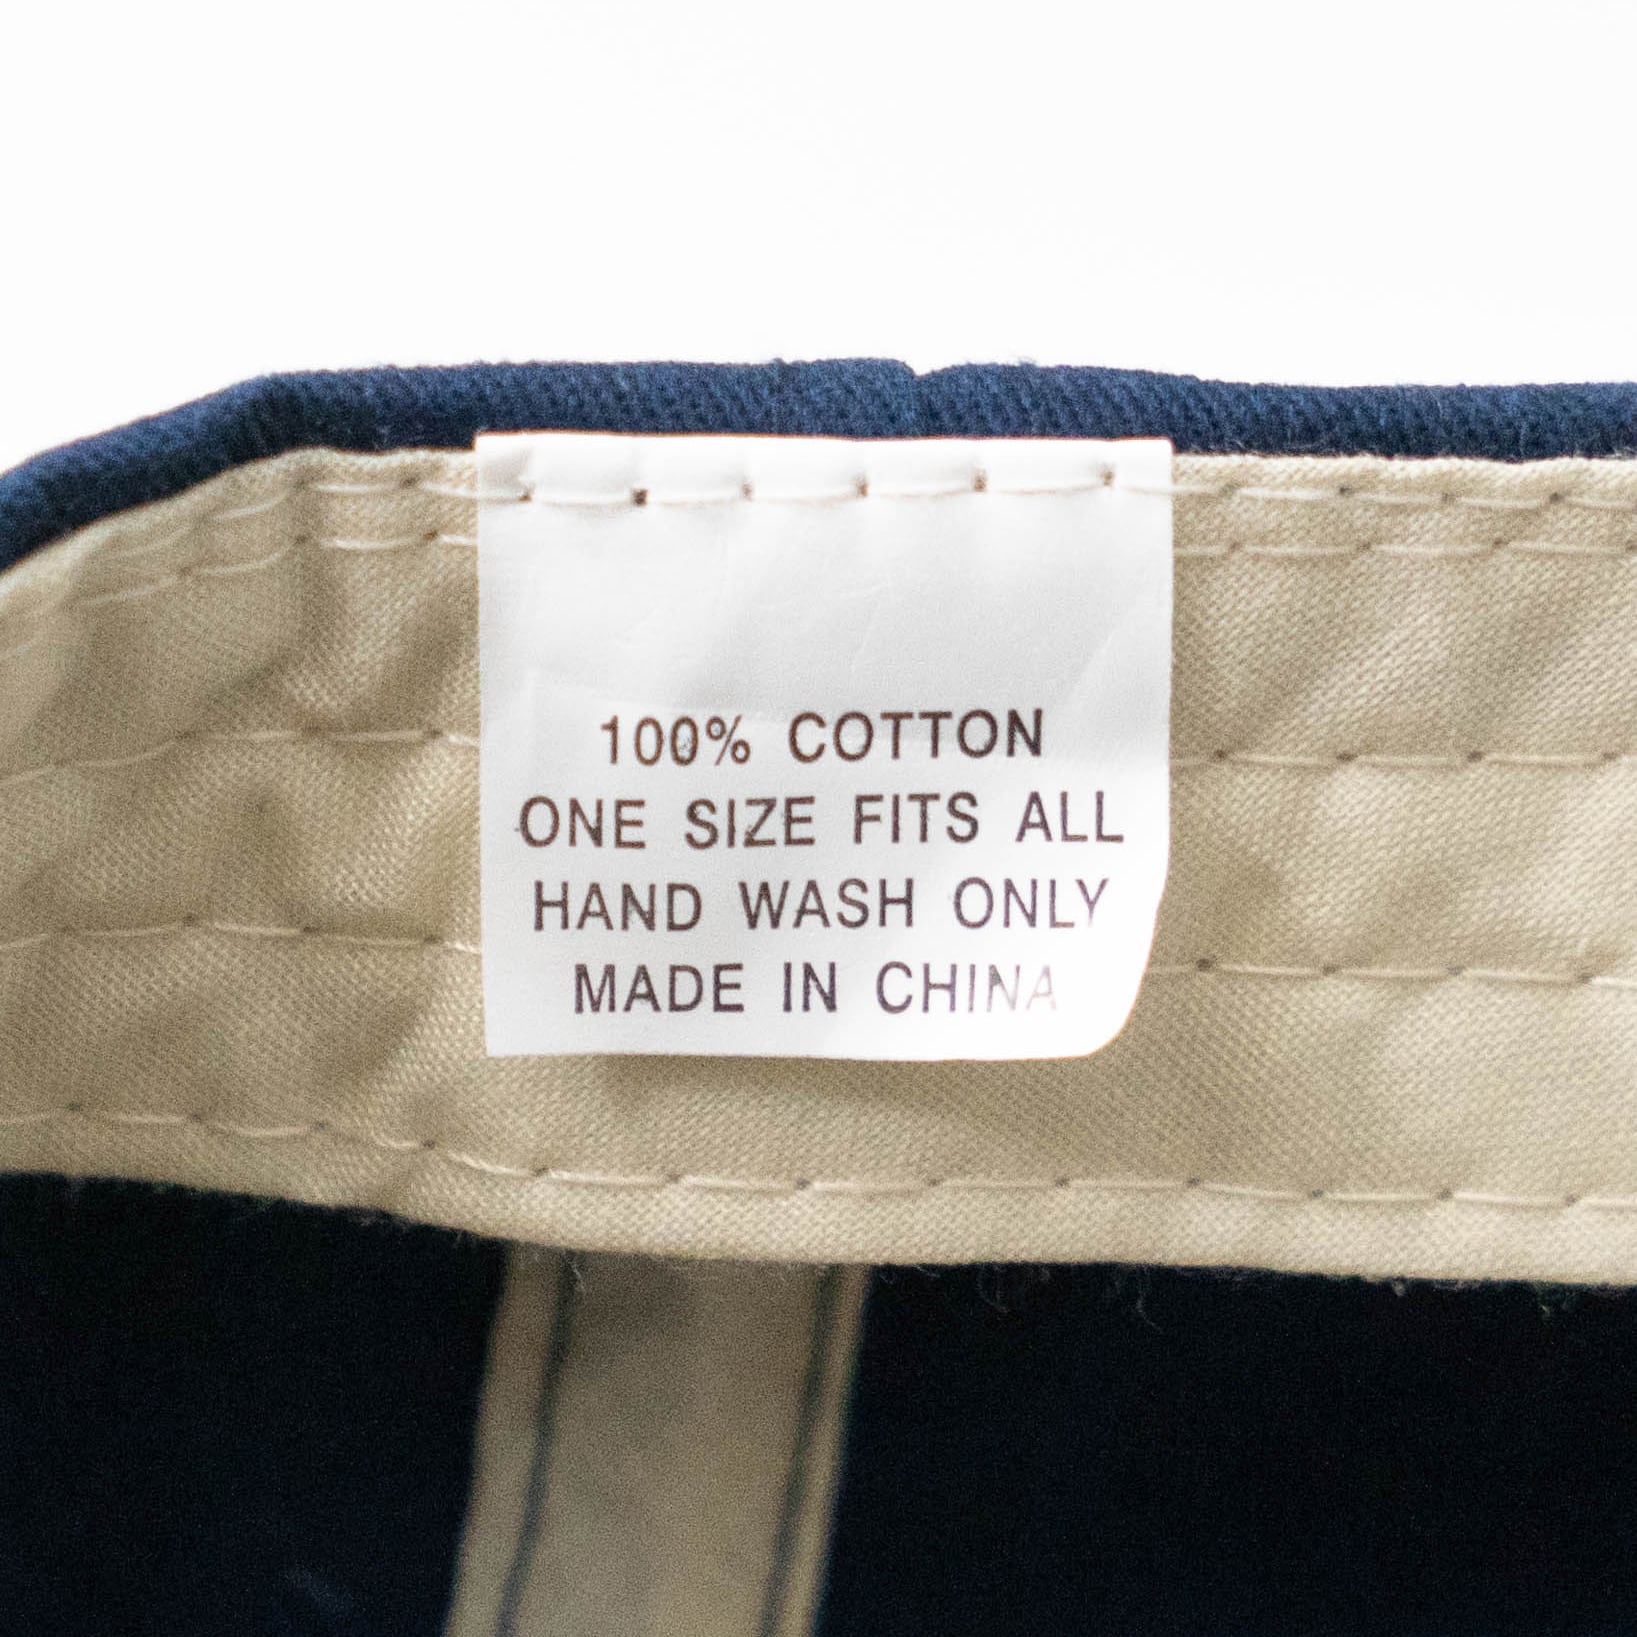 100% COTTON
ONE SIZE FITS ALL
HAND WASH ONLY
MADE IN CHINA